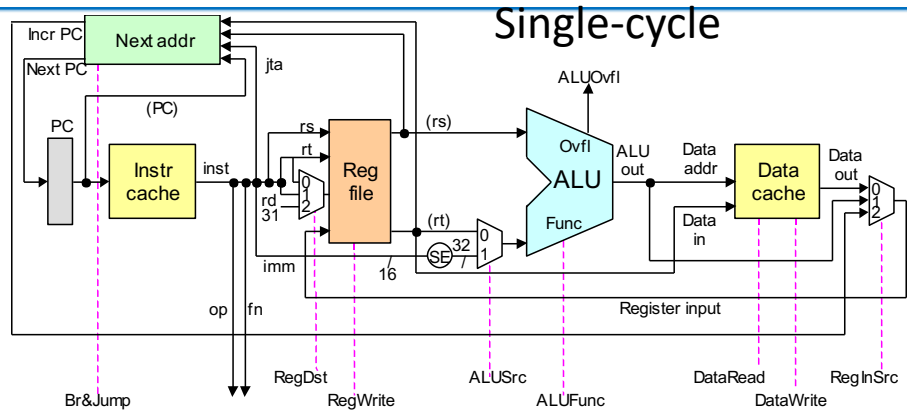 Single-cycle
Incr PC
Next addr
Next PC
jta
ALUOvfl
(PC)
PC
rs
(rs)
rt
Ovfl
ALU
out
Data
addr
Data
out
Instr
cache
inst
0
1
2
rd
31
Reg
file
ALU
Data
cache
0
1
2
(rt)
0
1
Func
Data
in
imm
16
SE
32
Register input
op
fn
RegDst
ALUSrc
DataRead
RegInSrc
Br&Jump
RegWrite
ALUFunc
DataWrite